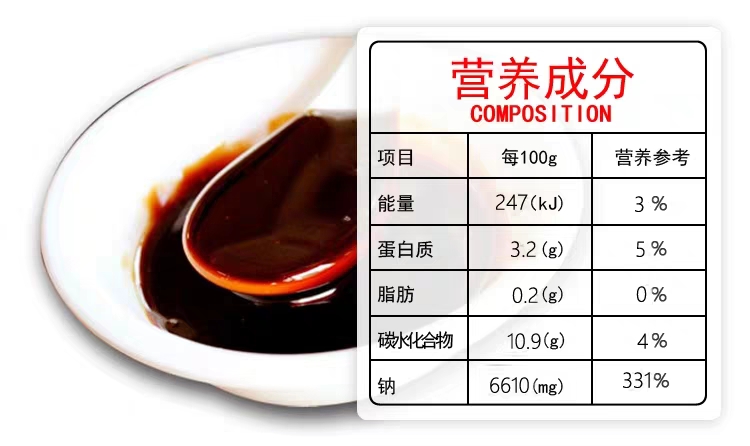 营养成分
COMPOSITION
项目 每100g 营养参考
能量 247(kJ) 3%
蛋白质 3.2(g) 5%
脂肪 0.2(g) 0%
碳水化合物 10.9(g) 4%
钠 6610(mg) 331%